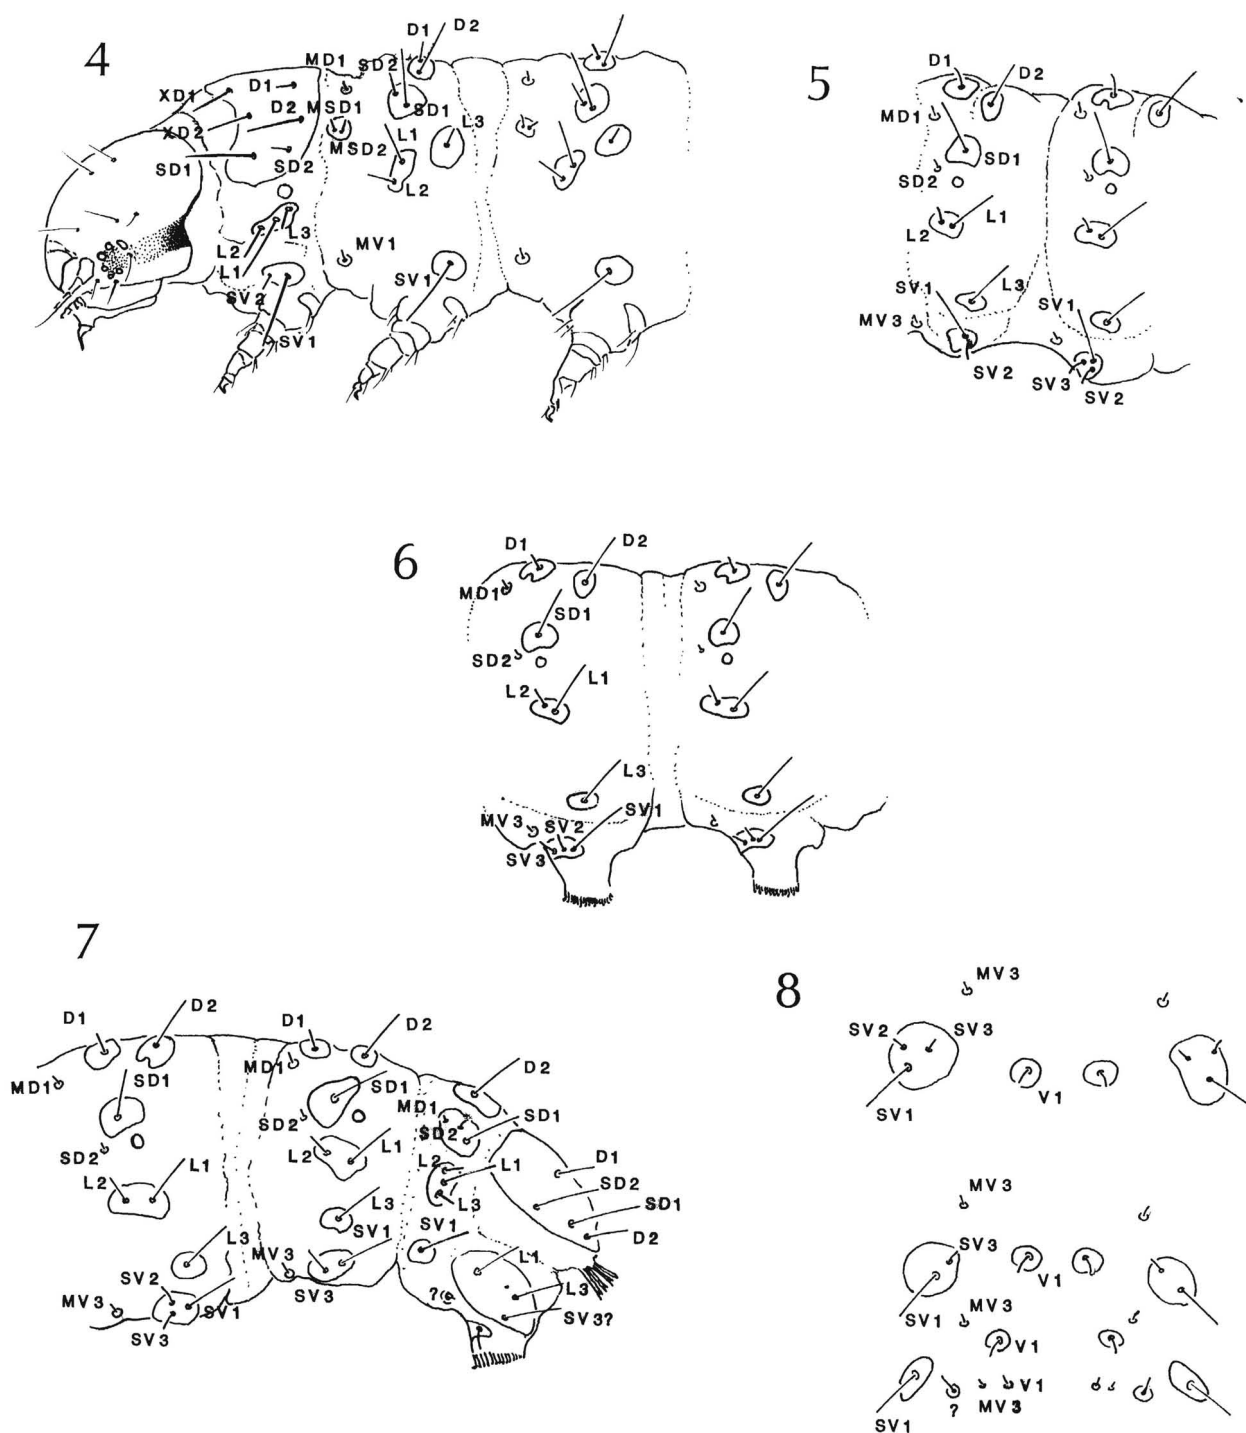 4
D1 D2
MD1 SD2
XD1 D1
D2 MSD1 SD1
XD2 L1 L3
MSD2
SD1 SD2
L2
L2 L3
L1
MV1
SV2 SV1
SV1
5
D1 D2
MD1
SD1
SD2
L1
L2
L3
SV1 SV1
MV3
SV2 SV3
SV2
6
D1 D2
MD1
SD1
SD2
L2 L1
L3
SV1
MV3 SV2
SV3
7
D1 D2 D1 D2
MD1 MD1 D2
SD1 SD1
MD1 SD1
SD2 SD2
SD2 L2 L1 L2 L1 D1
L2 L1 SD2
L3 SD1
L3 SV1 SV1 D2
L3
MV3 L1
SV2 SV3 ? L3
MV3 SV1 SV3?
SV3
8
MV3
SV2 SV3
SV1 V1
MV3
SV3
V1
SV1 MV3
V1
V1
SV1 ? MV3